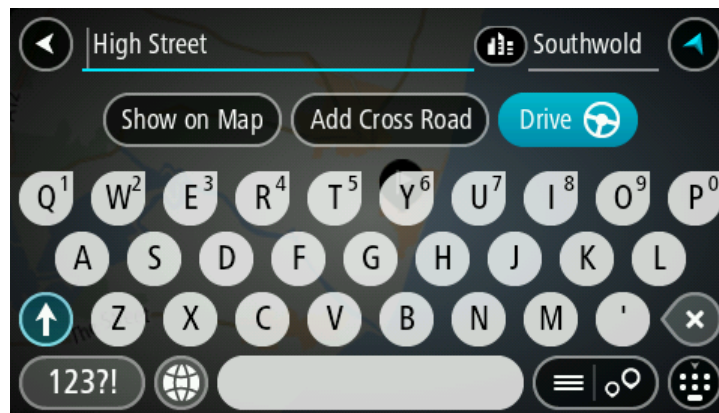 High Street Southwold
Show on Map Add Cross Road Drive
Q1 W2 E3 R4 T5 Y6 U7 I8 O9 P0
A S D F G H J K L
Z X C V B N M '
123?!